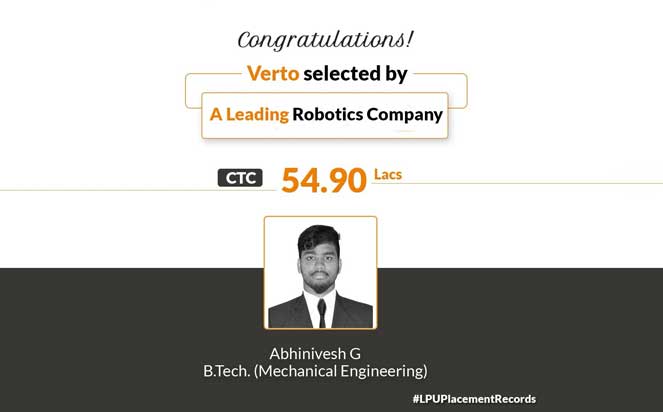 Congratulations!
Verto selected by
A Leading Robotics Company
CTC 54.90 Lacs
Abhinivesh G
B.Tech. (Mechanical Engineering)
#LPUPlacementRecords